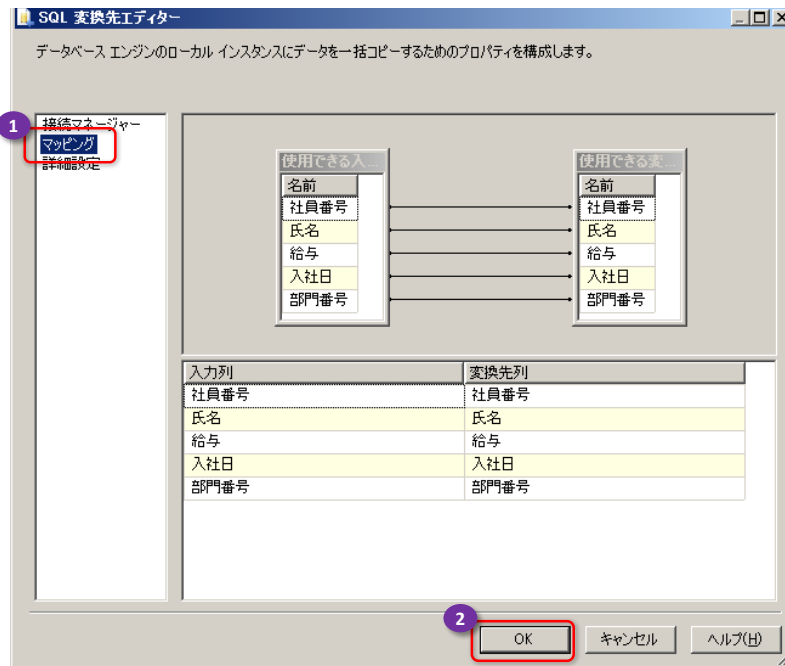 SQL 変換先エディター
データベース エンジンのローカル インスタンスにデータを一括コピーするためのプロパティを構成します。
1
接続マネージャー
マッピング
詳細設定
使用できる入...
使用できる変...
名前
名前
社員番号
社員番号
氏名
氏名
給与
給与
入社日
入社日
部門番号
部門番号
入力列
変換先列
社員番号
社員番号
氏名
氏名
給与
給与
入社日
入社日
部門番号
部門番号
2
OK
キャンセル
ヘルプ(H)